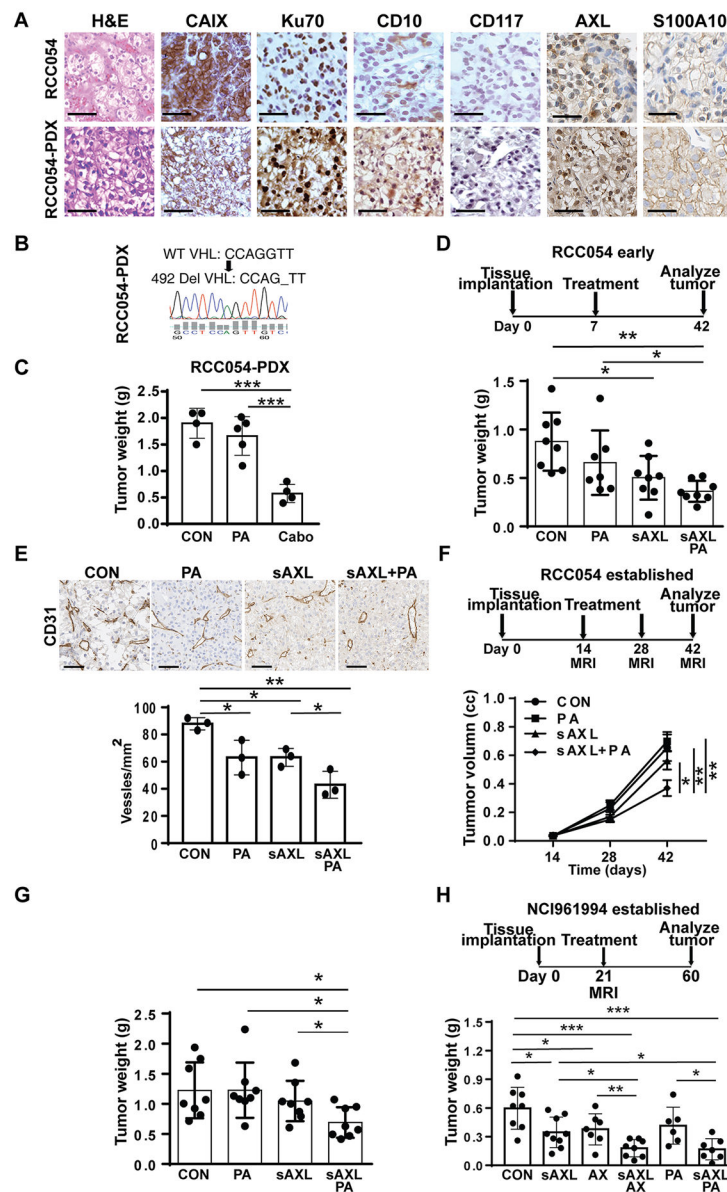 A
H&E CAIX Ku70 CD10 CD117 AXL S100A10
RCC054
RCC054-PDX
B
RCC054-PDX
WT VHL: CCAGGTT
492 Del VHL: CCAG_TT
G C C T C C A G T T G T C
50 60
C
RCC054-PDX
Tumor weight (g)
2.5
2.0
1.5
1.0
0.5
0.0
***
***
CON PA Cabo
D
RCC054 early
Tissue implantation Treatment Analyze tumor
Day 0 7 42
**
*
*
Tumor weight (g)
1.5
1.0
0.5
0.0
CON PA sAXL sAXL PA
E
CON PA sAXL sAXL+PA
CD31
**
*
* *
Vessles/mm2
100
80
60
40
20
0
CON PA sAXL sAXL PA
F
RCC054 established
Tissue implantation Treatment Analyze tumor
Day 0 14 MRI 28 MRI 42 MRI
CON
PA
sAXL
sAXL+PA
Tummor volumn (cc)
1.0
0.8
0.6
0.4
0.2
0.0
* ** **
14 28 42
Time (days)
G
*
*
*
Tumor weight (g)
2.5
2.0
1.5
1.0
0.5
0.0
CON PA sAXL sAXL PA
H
NCI961994 established
Tissue implantation Treatment Analyze tumor
Day 0 21 MRI 60
***
***
*
* *
* *
**
Tumor weight (g)
1.5
1.2
0.9
0.6
0.3
0.0
CON sAXL AX sAXL AX PA sAXL PA